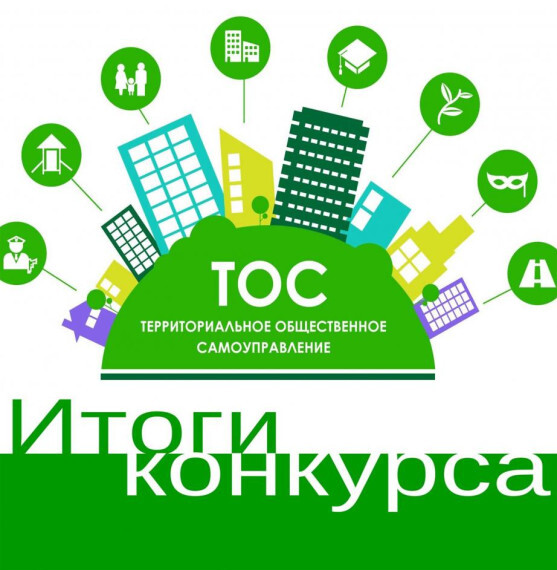 ТОС
ТЕРРИТОРИАЛЬНОЕ ОБЩЕСТВЕННОЕ
САМОУПРАВЛЕНИЕ
Итоги
конкурса